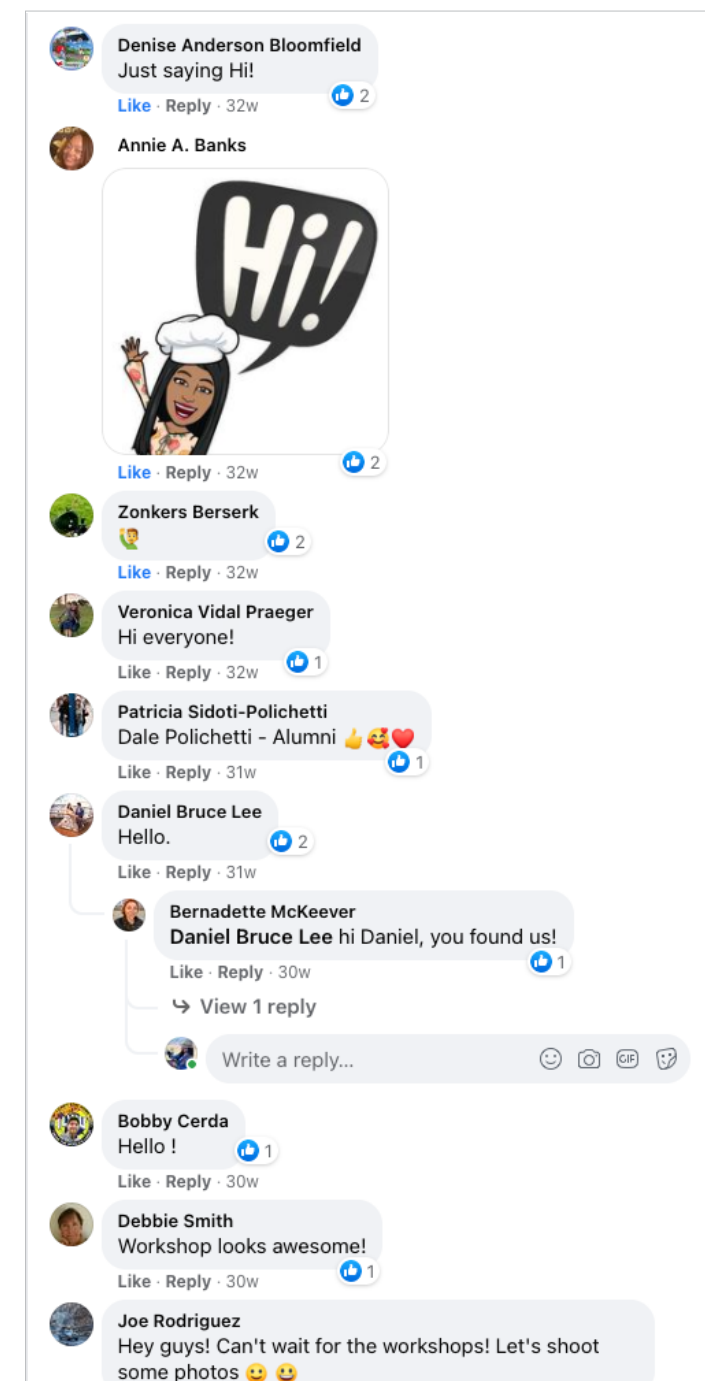 Denise Anderson Bloomfield
Just saying Hi!
2
Like · Reply · 32w
Annie A. Banks
Hi!
2
Like · Reply · 32w
Zonkers Berserk
🙋‍♂️
2
Like · Reply · 32w
Veronica Vidal Praeger
Hi everyone!
1
Like · Reply · 32w
Patricia Sidoti-Polichetti
Dale Polichetti - Alumni 👍🥰❤️
1
Like · Reply · 31w
Daniel Bruce Lee
Hello.
2
Like · Reply · 31w
Bernadette McKeever
Daniel Bruce Lee hi Daniel, you found us!
1
Like · Reply · 30w
View 1 reply
Write a reply...
GIF
Bobby Cerda
Hello !
1
Like · Reply · 30w
Debbie Smith
Workshop looks awesome!
1
Like · Reply · 30w
Joe Rodriguez
Hey guys! Can't wait for the workshops! Let's shoot
some photos 🙂 😀